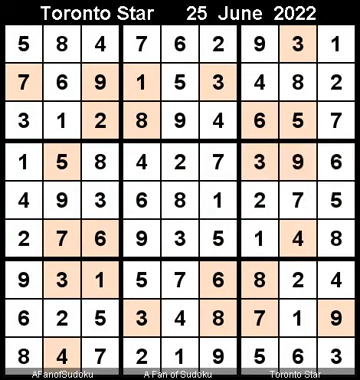 Toronto Star 25 June 2022
5 8 4 7 6 2 9 3 1
7 6 9 1 5 3 4 8 2
3 1 2 8 9 4 6 5 7
1 5 8 4 2 7 3 9 6
4 9 3 6 8 1 2 7 5
2 7 6 9 3 5 1 4 8
9 3 1 5 7 6 8 2 4
6 2 5 3 4 8 7 1 9
8 4 7 2 1 9 5 6 3
AFanofSudoku A Fan of Sudoku Toronto Star